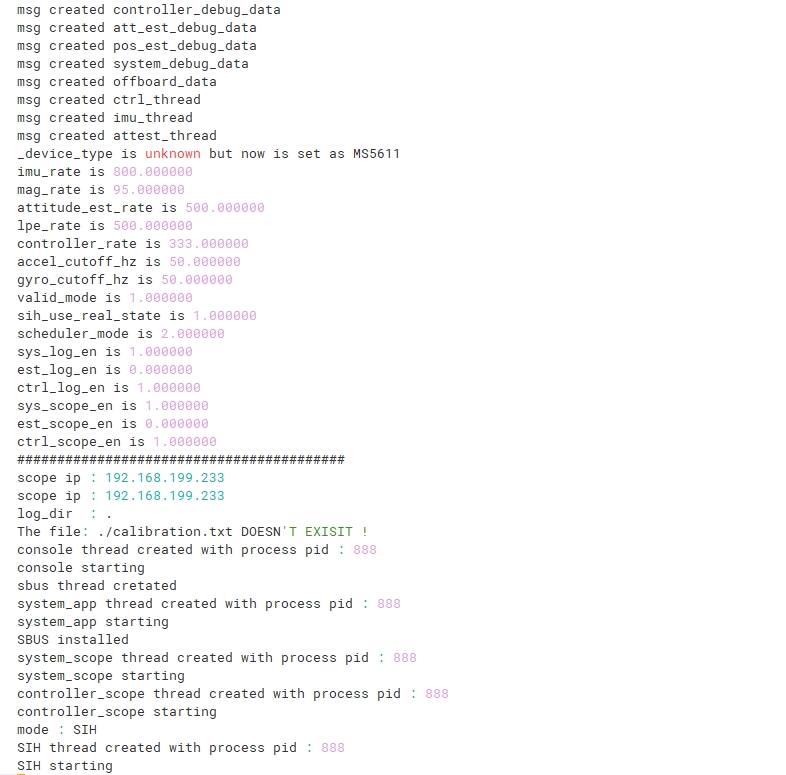 msg created controller_debug_data
msg created att_est_debug_data
msg created pos_est_debug_data
msg created system_debug_data
msg created offboard_data
msg created ctrl_thread
msg created imu_thread
msg created attest_thread
_device_type is unknown but now is set as MS5611
imu_rate is 800.000000
mag_rate is 95.000000
attitude_est_rate is 500.000000
lpe_rate is 500.000000
controller_rate is 333.000000
accel_cutoff_hz is 50.000000
gyro_cutoff_hz is 50.000000
valid_mode is 1.000000
sih_use_real_state is 1.000000
scheduler_mode is 2.000000
sys_log_en is 1.000000
est_log_en is 0.000000
ctrl_log_en is 1.000000
sys_scope_en is 1.000000
est_scope_en is 0.000000
ctrl_scope_en is 1.000000
#########################################
scope ip : 192.168.199.233
scope ip : 192.168.199.233
log_dir  : .
The file: ./calibration.txt DOESN'T EXISIT !
console thread created with process pid : 888
console starting
sbus thread cretated
system_app thread created with process pid : 888
system_app starting
SBUS installed
system_scope thread created with process pid : 888
system_scope starting
controller_scope thread created with process pid : 888
controller_scope starting
mode : SIH
SIH thread created with process pid : 888
SIH starting